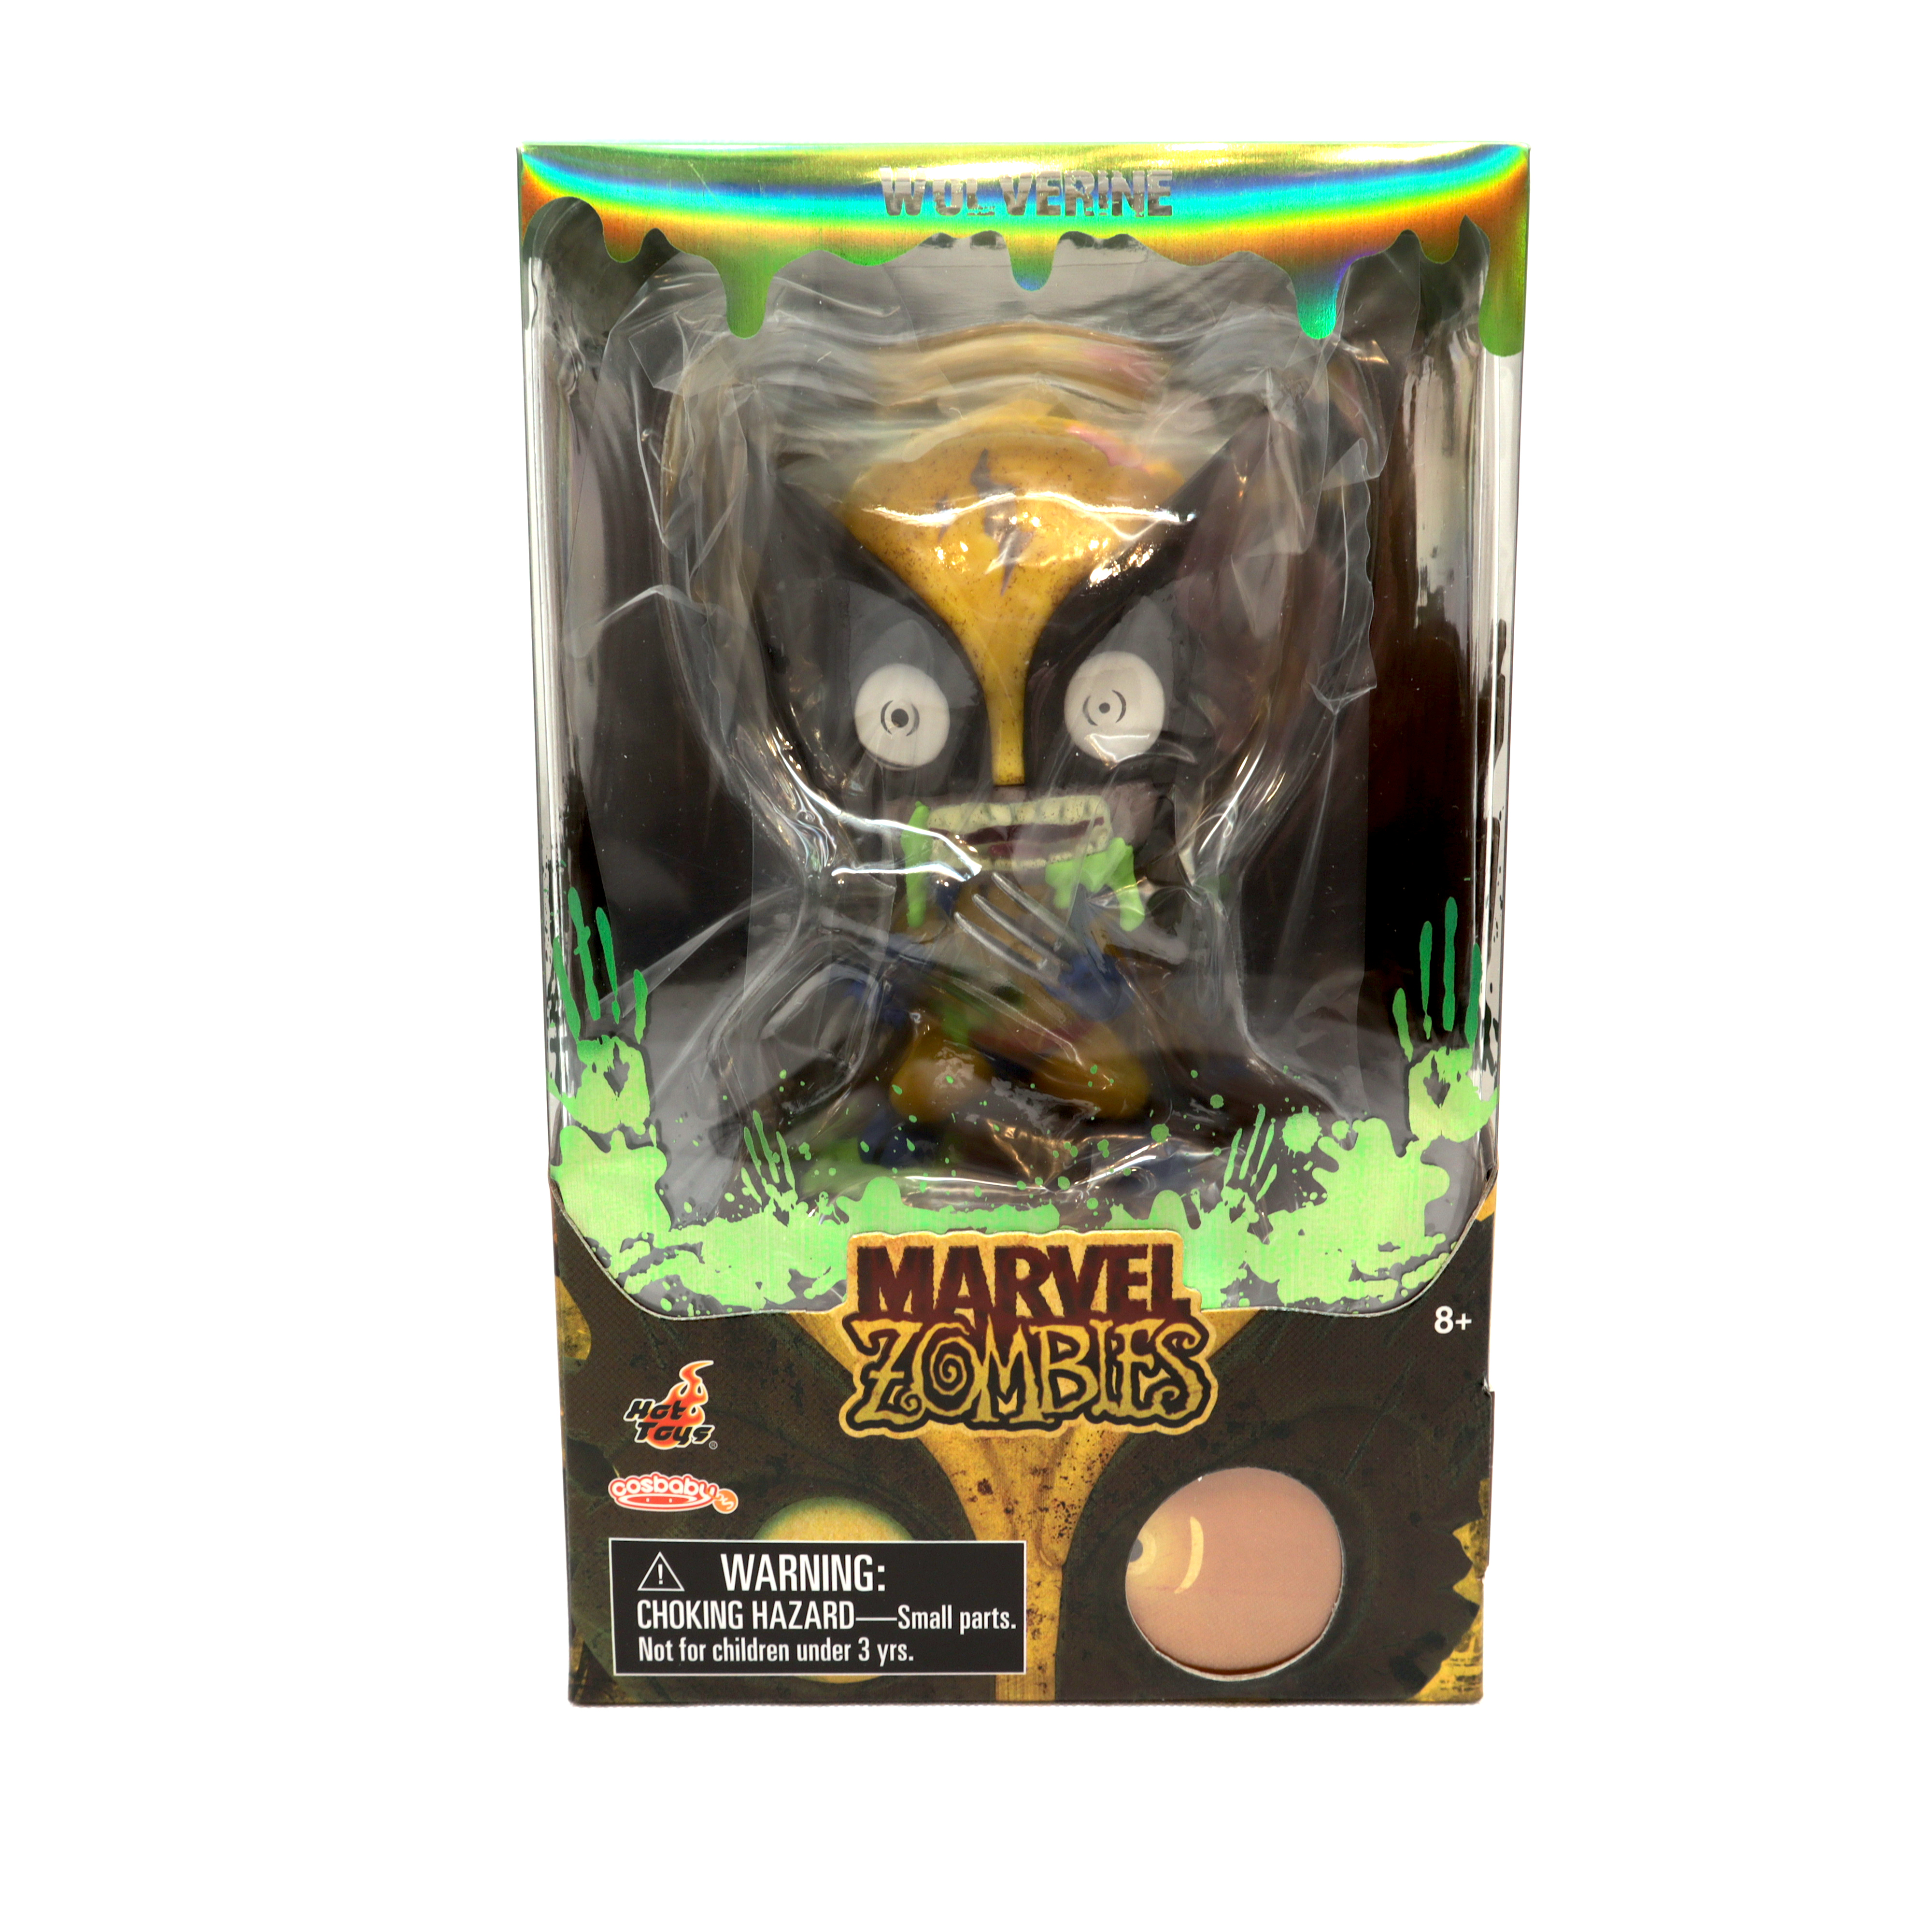 WOLVERINE
MARVEL
ZOMBIES
8+
Hot
Toys®
cosbaby
WARNING:
CHOKING HAZARD—Small parts.
Not for children under 3 yrs.